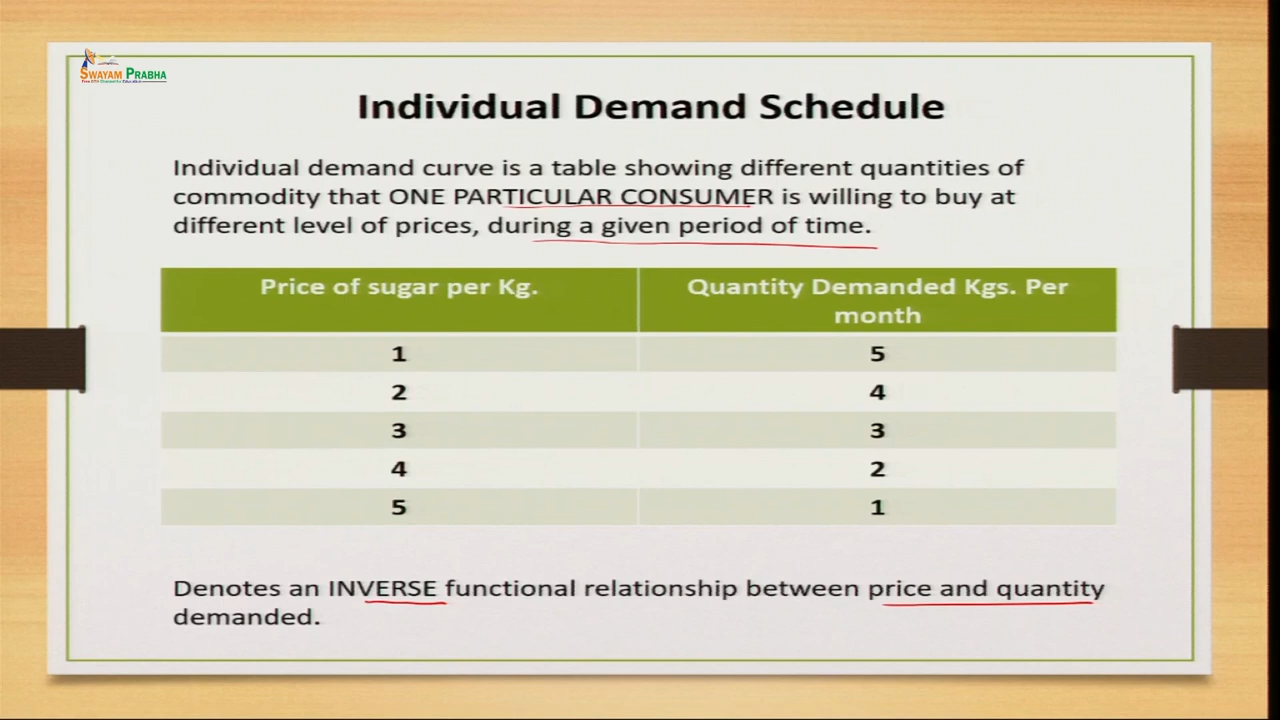 SWAYAM PRABHA
Individual Demand Schedule
Individual demand curve is a table showing different quantities of
commodity that ONE PARTICULAR CONSUMER is willing to buy at
different level of prices, during a given period of time.
Price of sugar per Kg.
Quantity Demanded Kgs. Per
month
1 5
2 4
3 3
4 2
5 1
Denotes an INVERSE functional relationship between price and quantity
demanded.